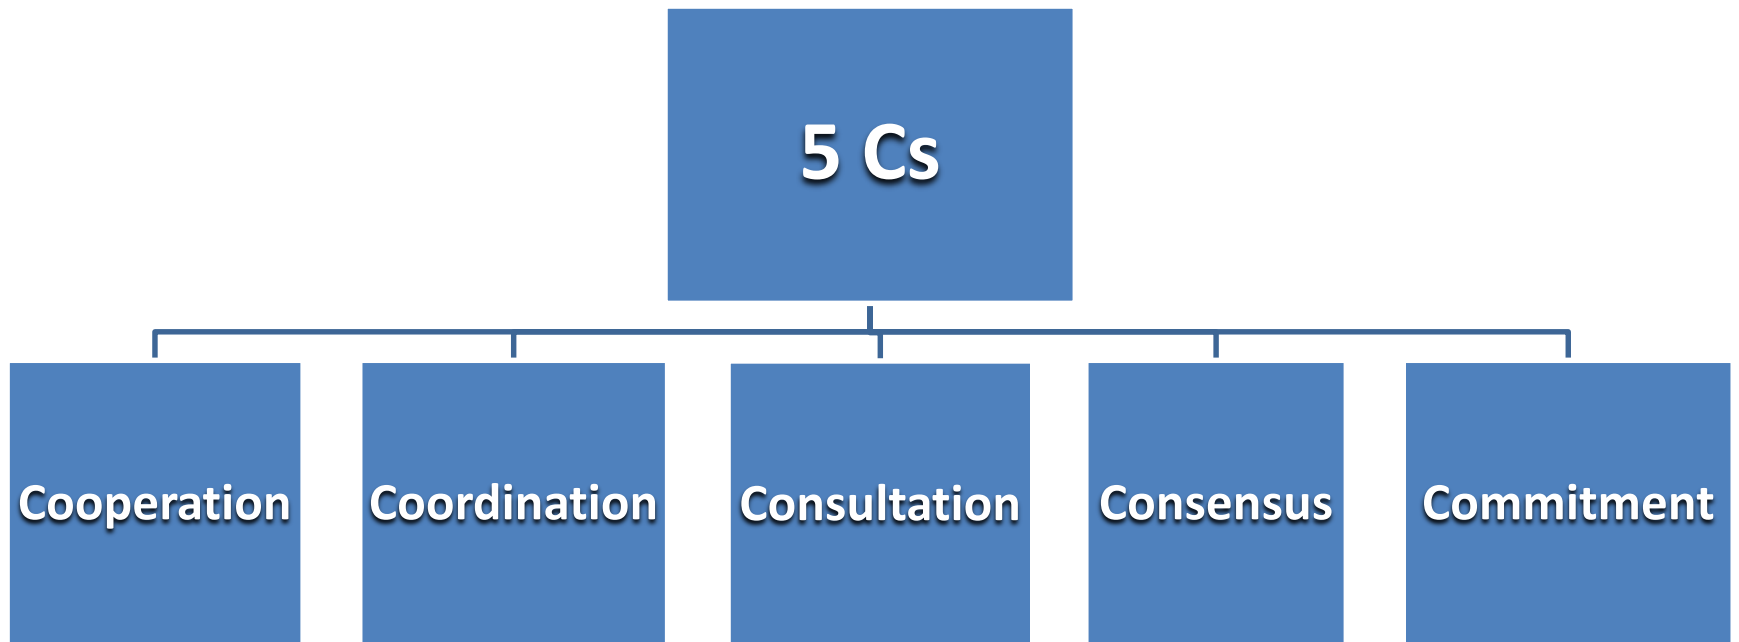 5 Cs
Cooperation
Coordination
Consultation
Consensus
Commitment